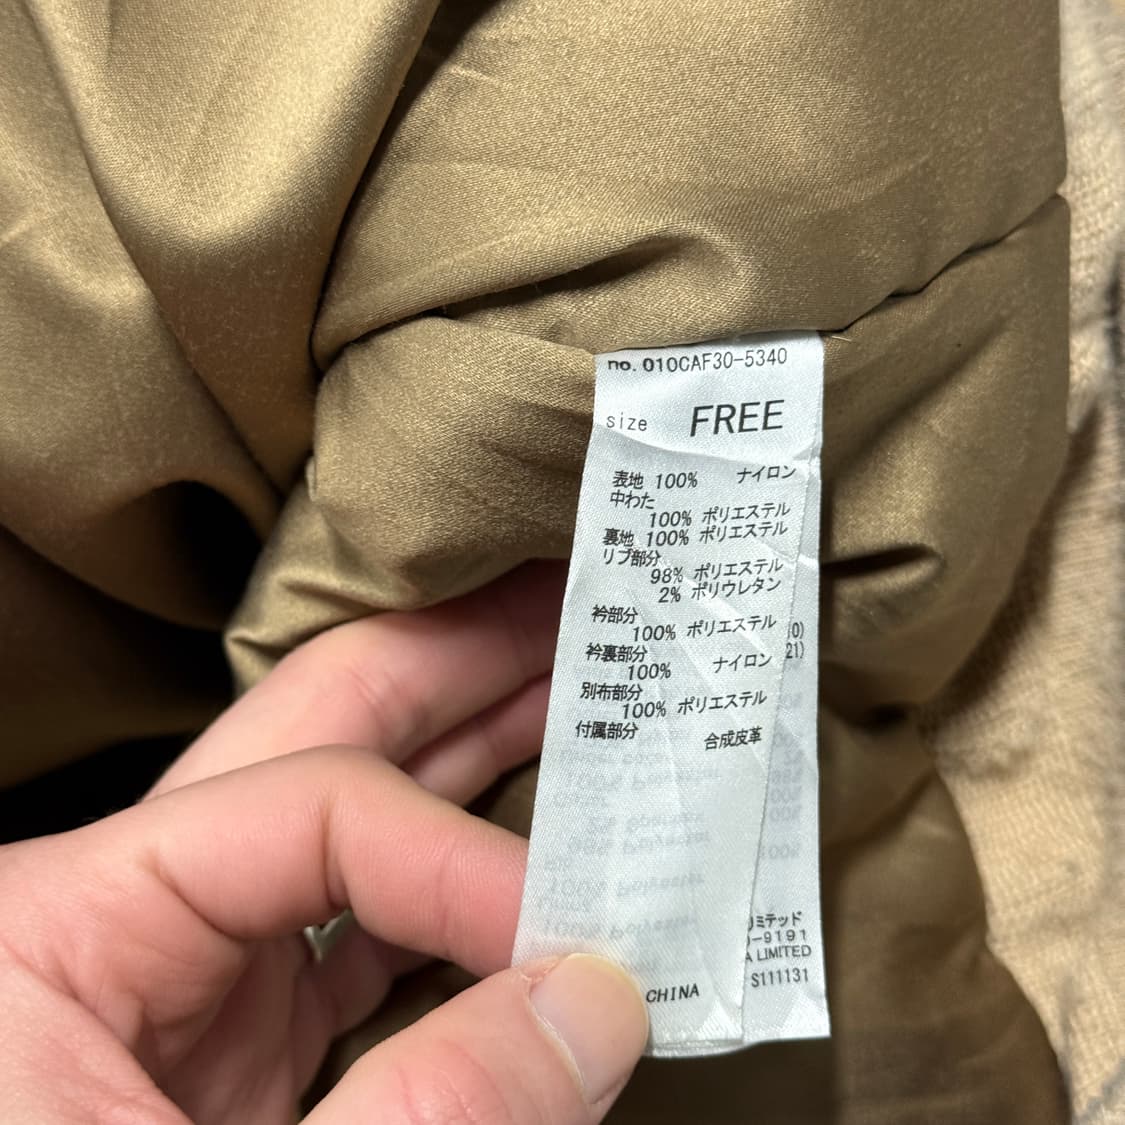 no. 010CAF30-5340
size FREE
表地 100% ナイロン
中わた
100% ポリエステル
裏地 100% ポリエステル
リブ部分
98% ポリエステル
2% ポリウレタン
衿部分
100% ポリエステル
衿裏部分
100% ナイロン
別布部分
100% ポリエステル
付属部分
合成皮革
CHINA
0)
21)
リミテッド
-9191
A LIMITED
S111131